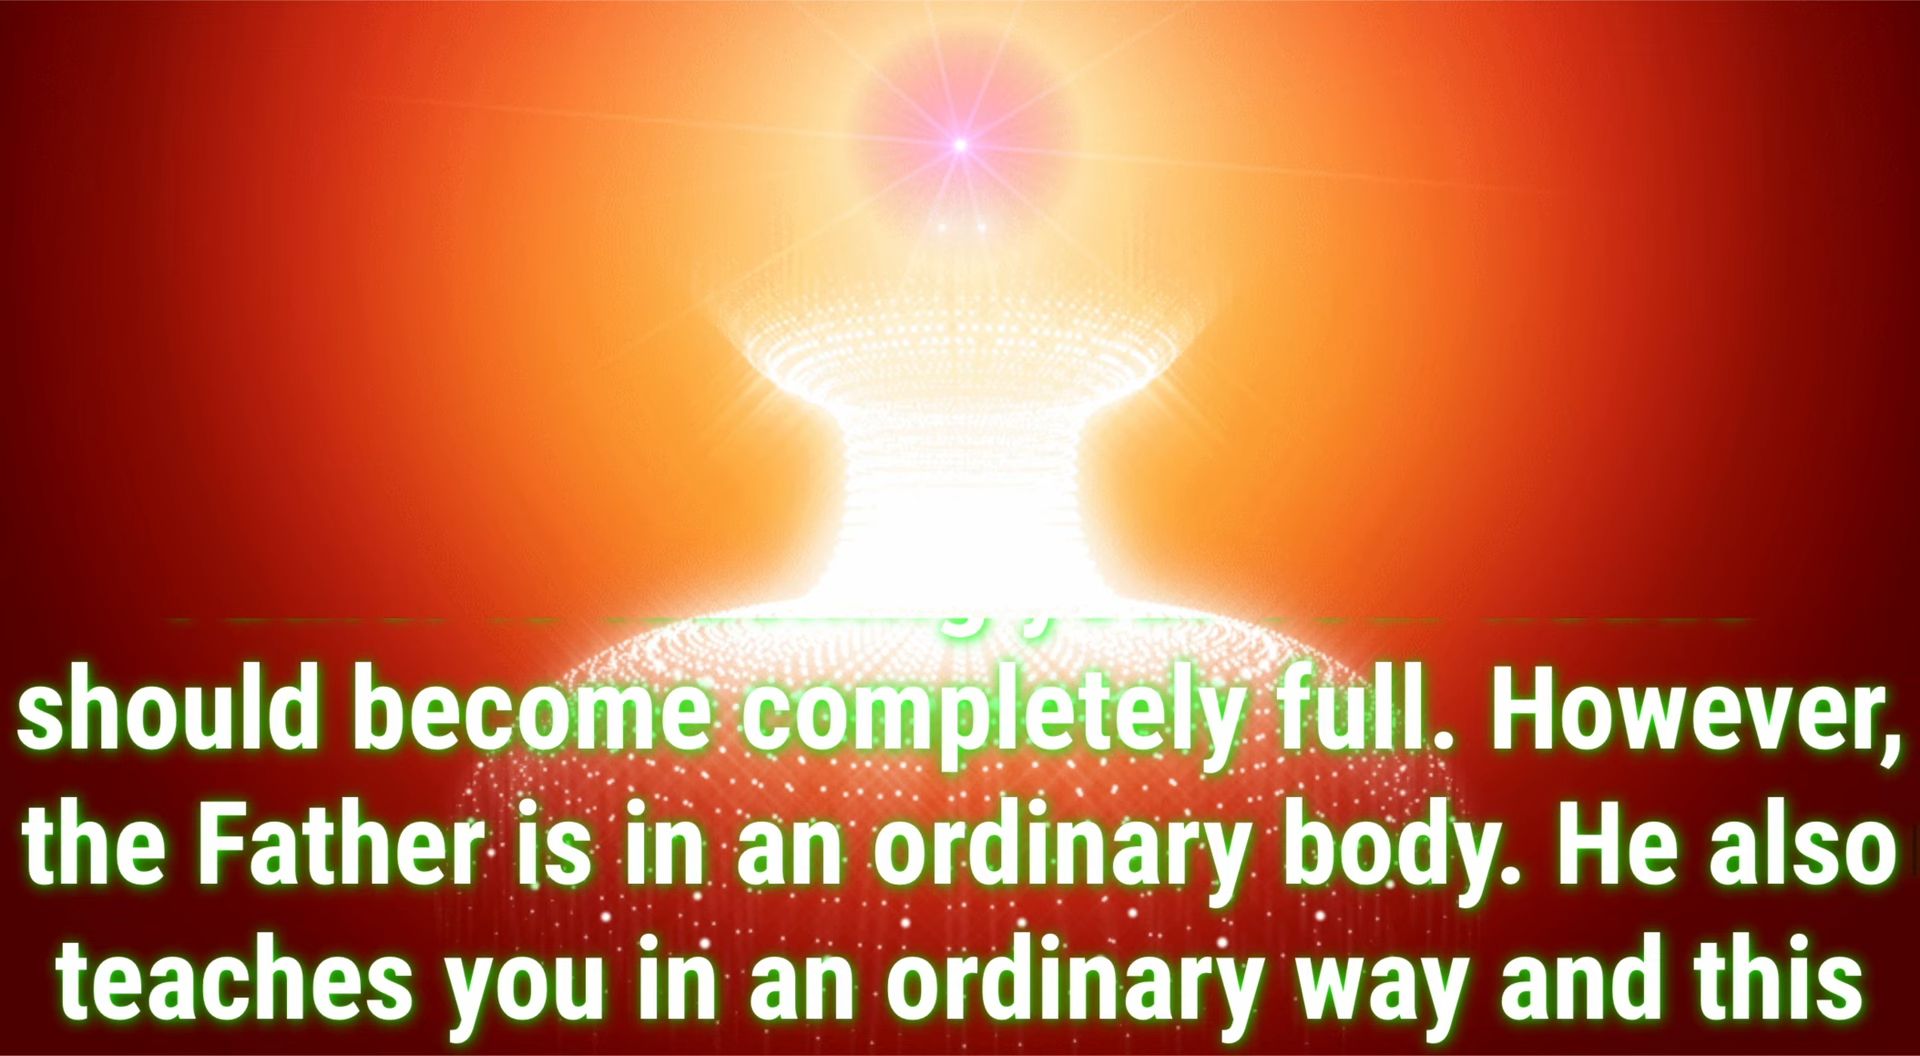 should become completely full. However,
the Father is in an ordinary body. He also
teaches you in an ordinary way and this